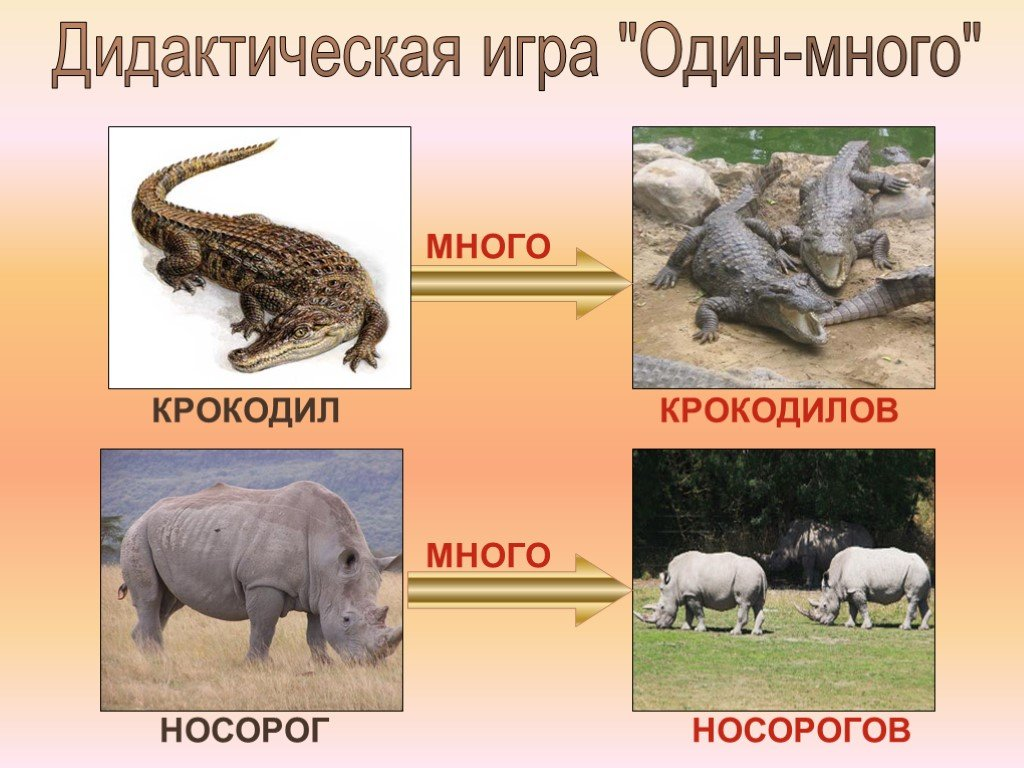 Дидактическая игра "Один-много"
МНОГО
КРОКОДИЛ
КРОКОДИЛОВ
МНОГО
НОСОРОГ
НОСОРОГОВ